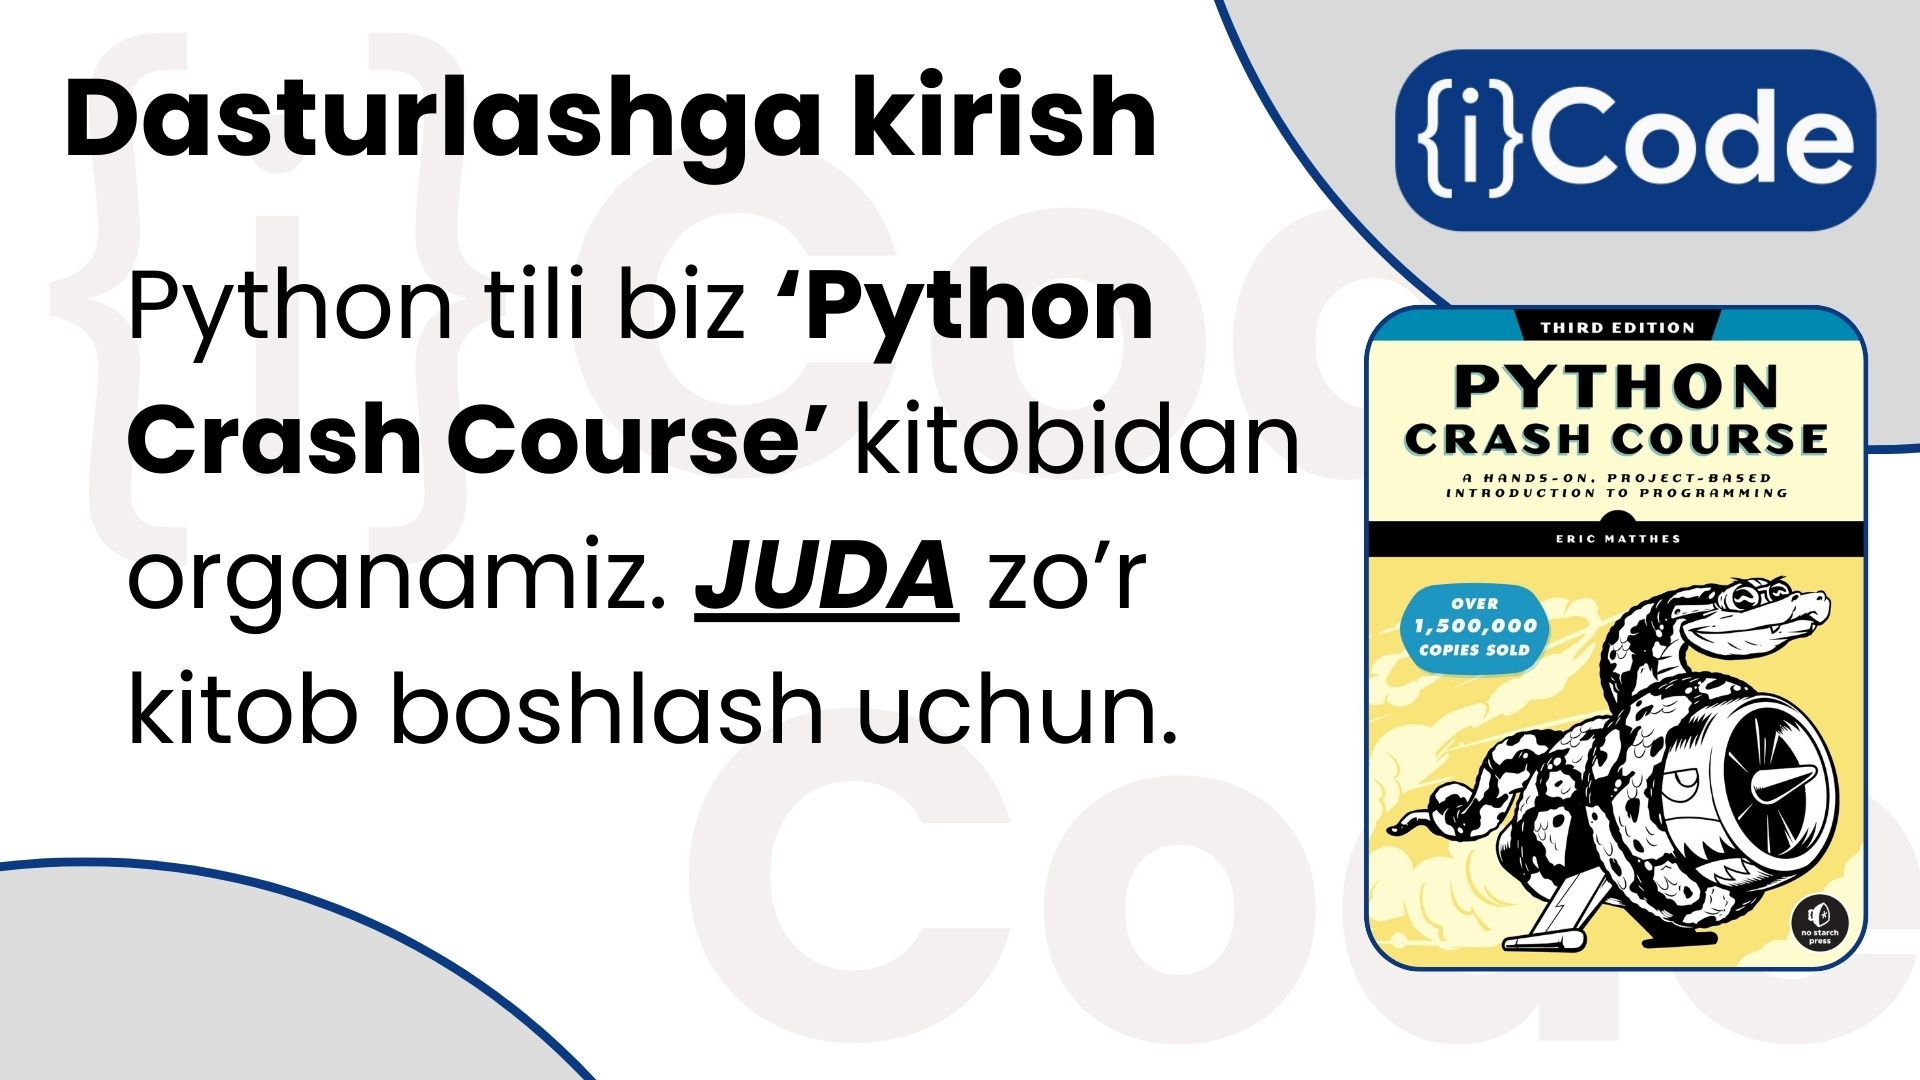 Dasturlashga kirish
{i}Code
Python tili biz ‘Python
Crash Course’ kitobidan
organamiz. JUDA zo’r
kitob boshlash uchun.
THIRD EDITION
PYTHON
CRASH COURSE
A HANDS-ON, PROJECT-BASED
INTRODUCTION TO PROGRAMMING
ERIC MATTHES
OVER
1,500,000
COPIES SOLD
no starch
press
{i}Cod
Code